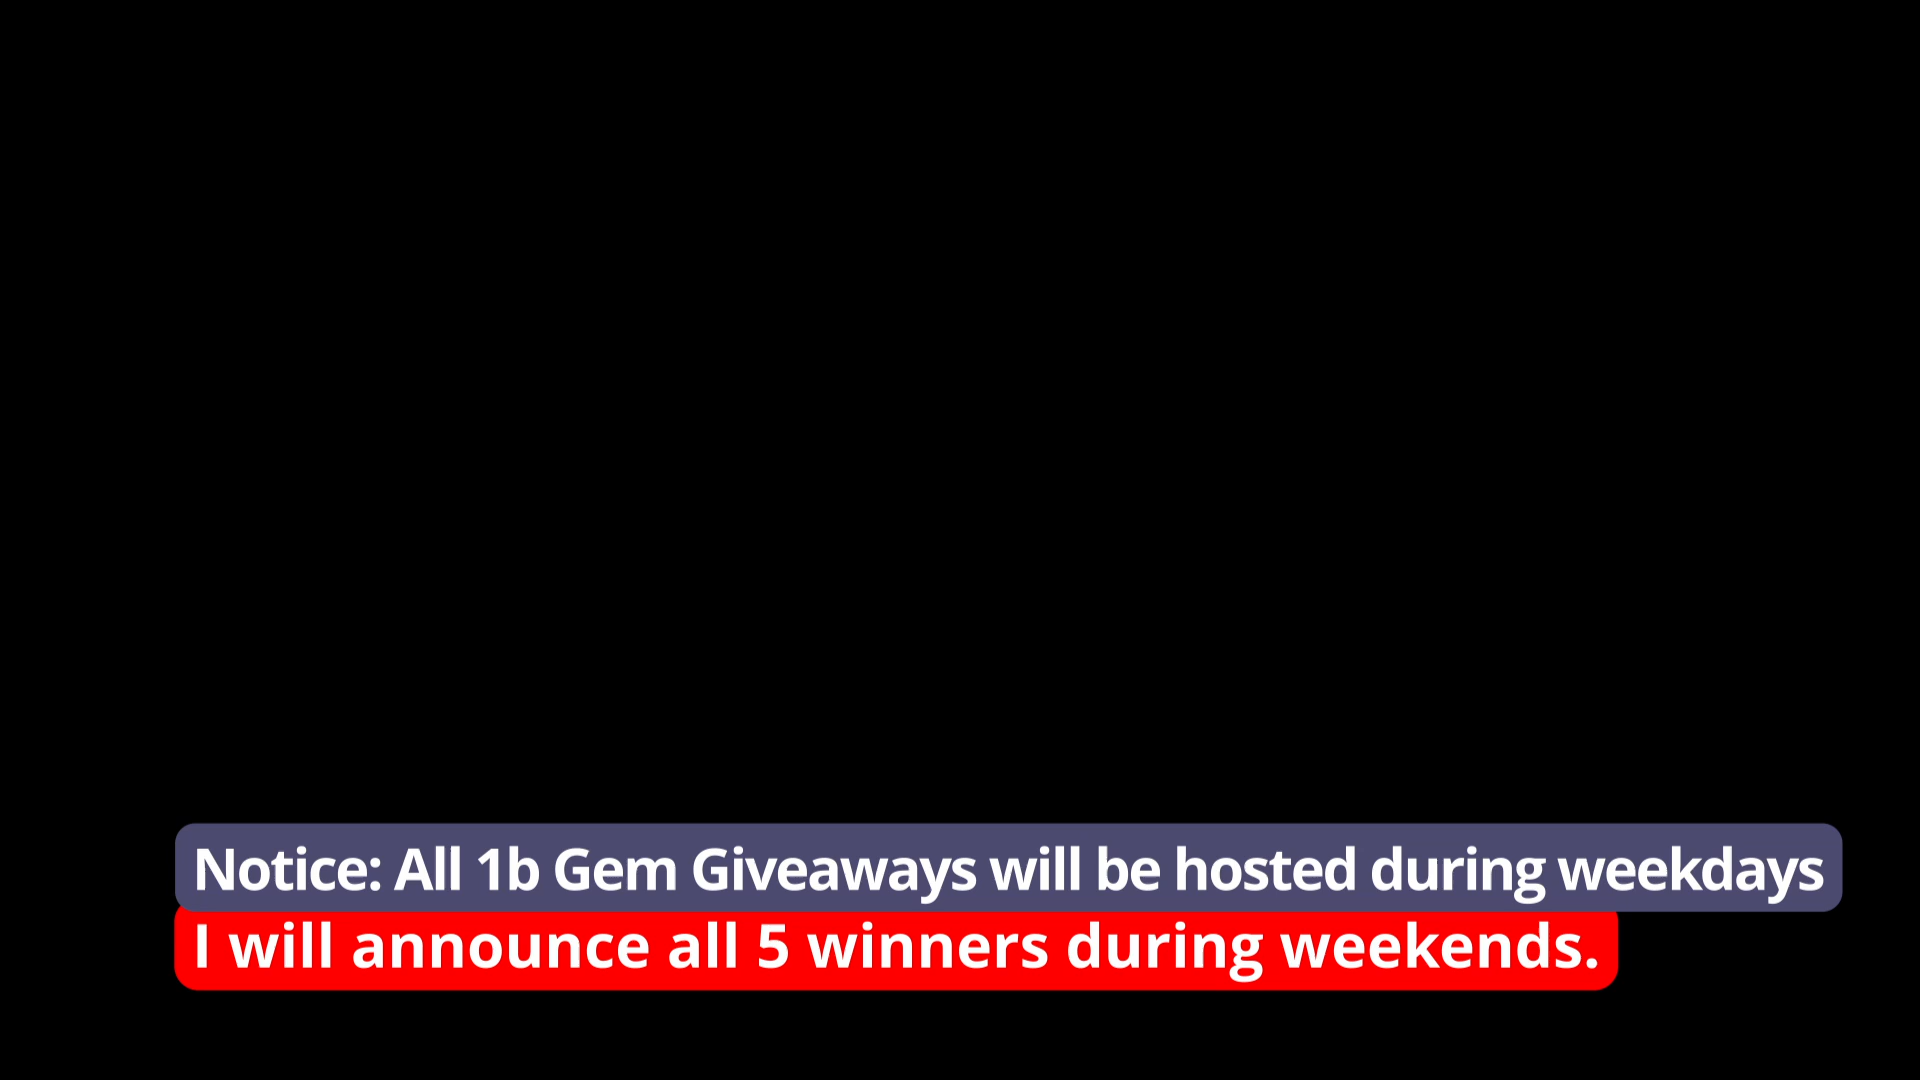 Notice: All 1b Gem Giveaways will be hosted during weekdays
I will announce all 5 winners during weekends.